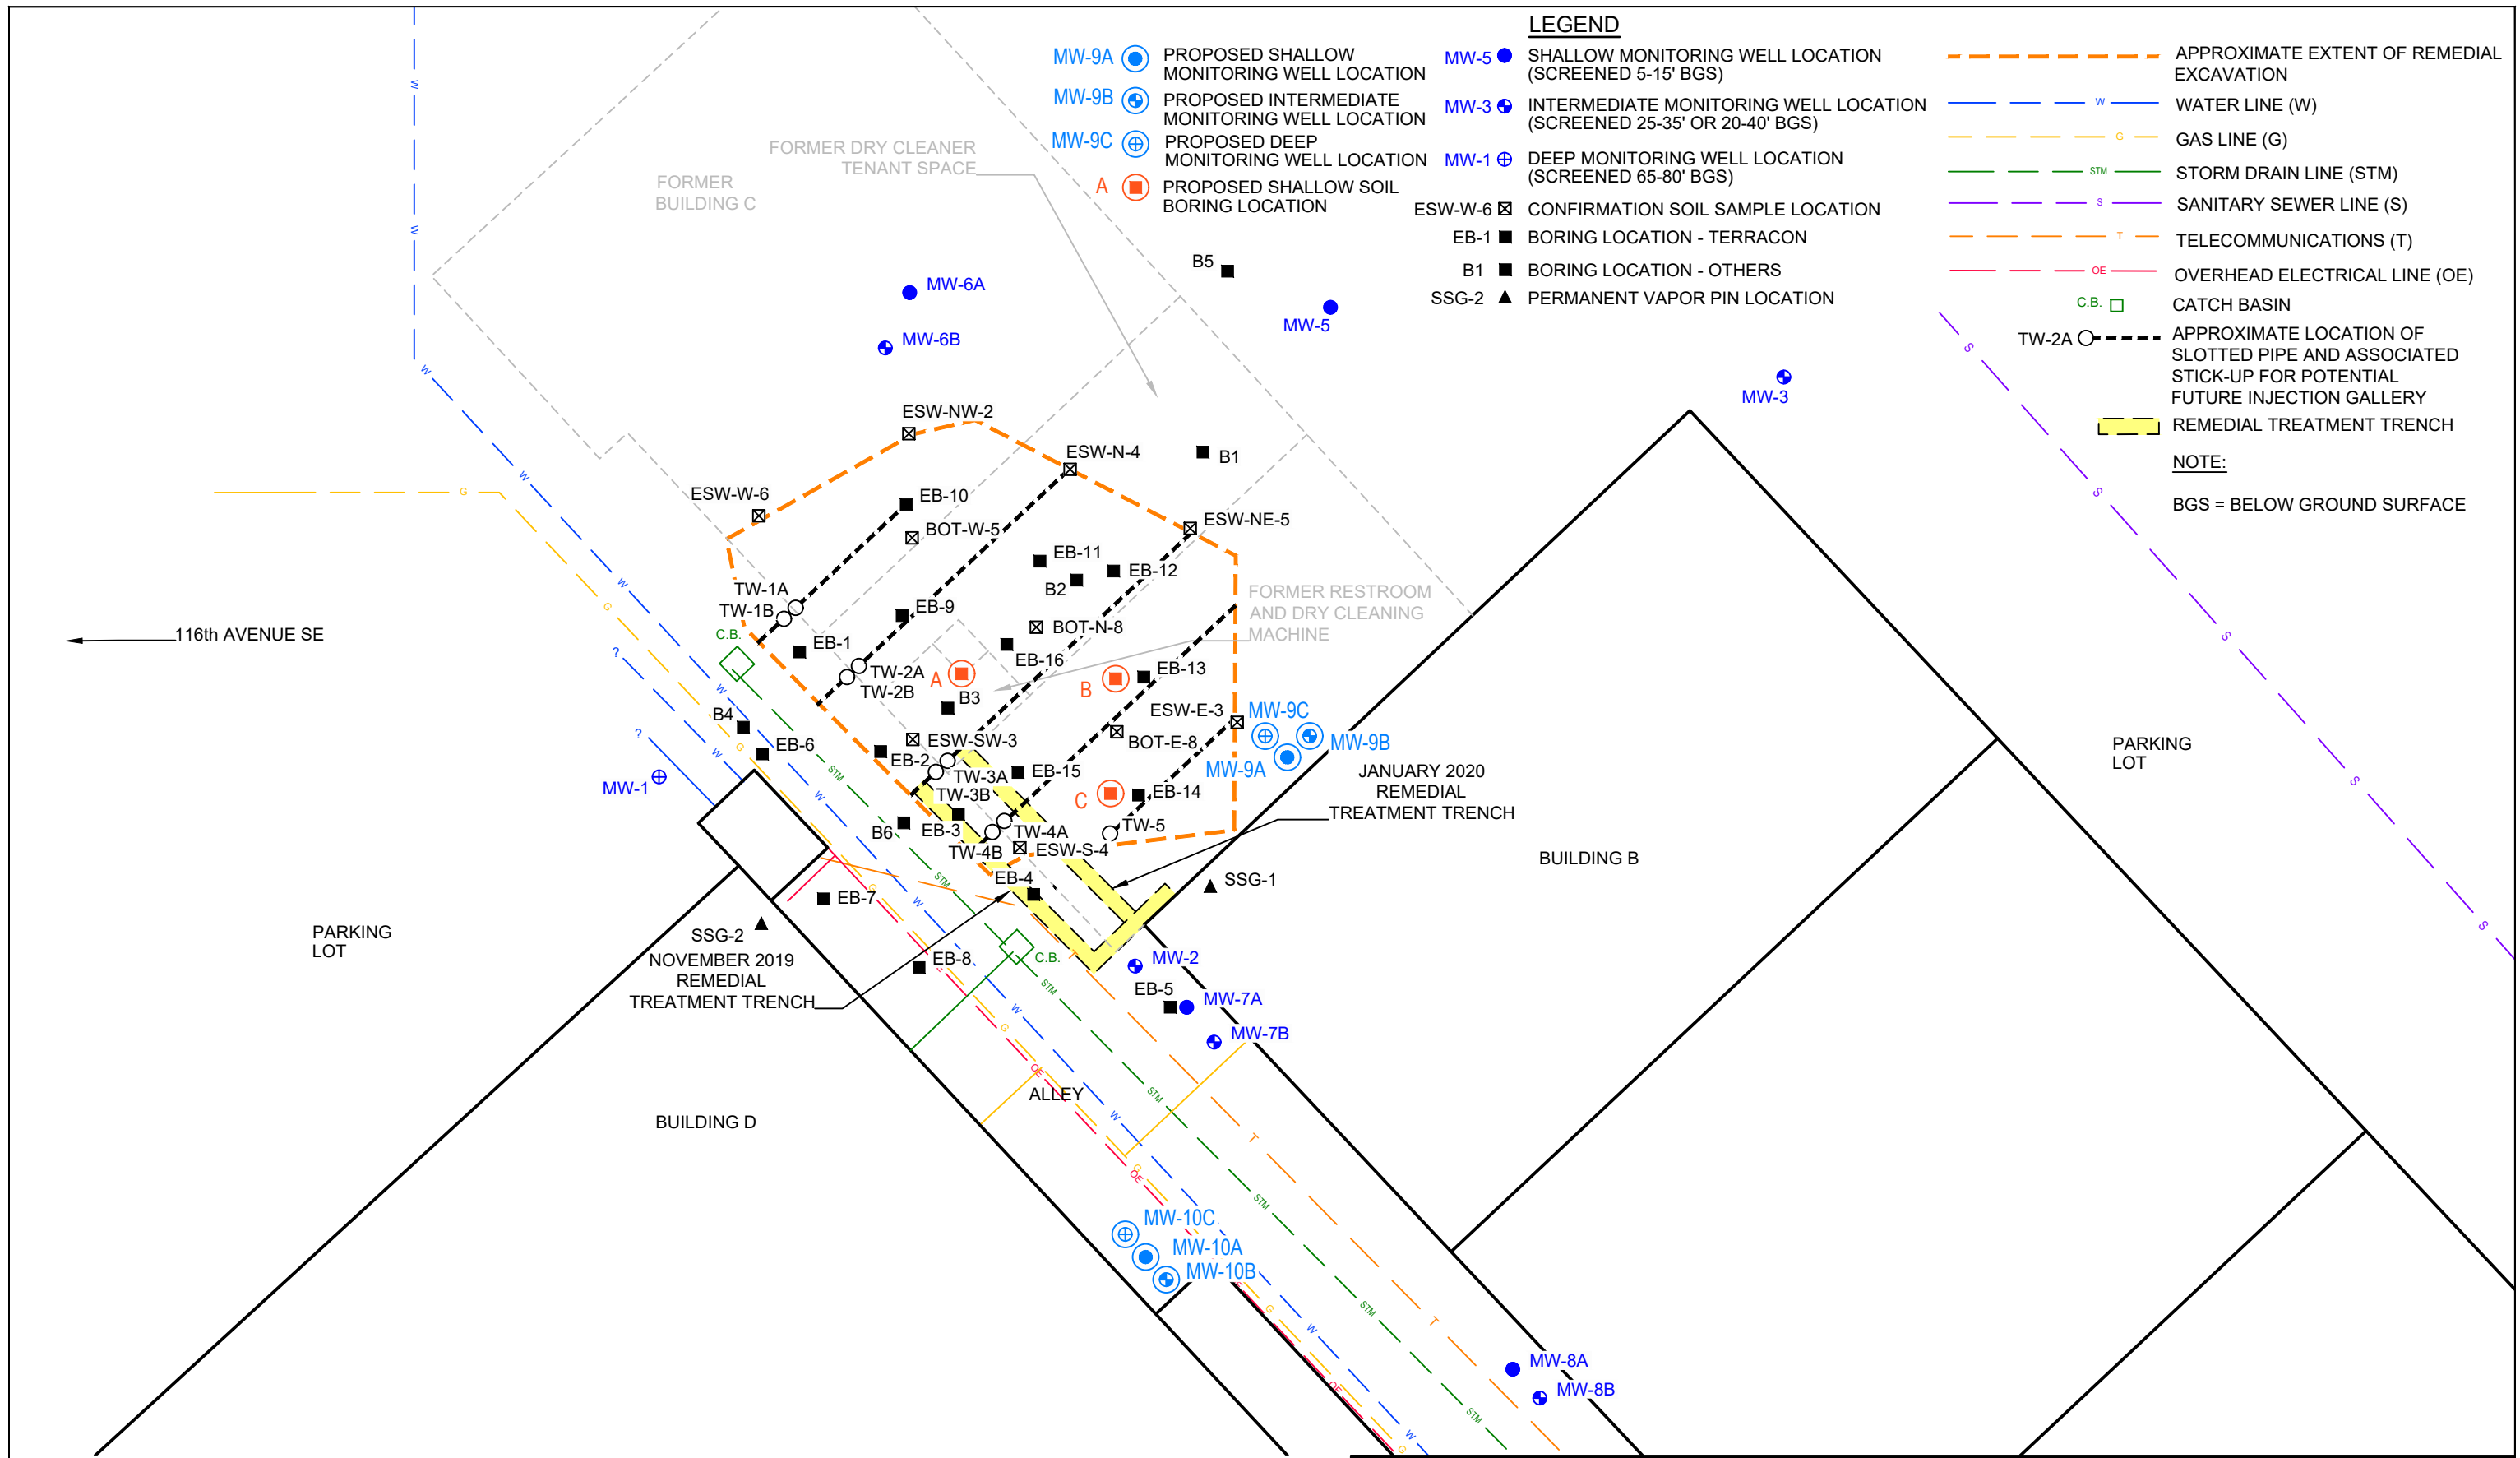 LEGEND
MW-9A PROPOSED SHALLOW
MONITORING WELL LOCATION
MW-9B PROPOSED INTERMEDIATE
MONITORING WELL LOCATION
MW-9C PROPOSED DEEP
MONITORING WELL LOCATION
A PROPOSED SHALLOW SOIL
BORING LOCATION
MW-5 SHALLOW MONITORING WELL LOCATION
(SCREENED 5-15' BGS)
MW-3 INTERMEDIATE MONITORING WELL LOCATION
(SCREENED 25-35' OR 20-40' BGS)
MW-1 DEEP MONITORING WELL LOCATION
(SCREENED 65-80' BGS)
ESW-W-6 CONFIRMATION SOIL SAMPLE LOCATION
EB-1 BORING LOCATION - TERRACON
B1 BORING LOCATION - OTHERS
SSG-2 PERMANENT VAPOR PIN LOCATION
APPROXIMATE EXTENT OF REMEDIAL
EXCAVATION
W WATER LINE (W)
G GAS LINE (G)
STM STORM DRAIN LINE (STM)
S SANITARY SEWER LINE (S)
T TELECOMMUNICATIONS (T)
OE OVERHEAD ELECTRICAL LINE (OE)
C.B. CATCH BASIN
TW-2A APPROXIMATE LOCATION OF
SLOTTED PIPE AND ASSOCIATED
STICK-UP FOR POTENTIAL
FUTURE INJECTION GALLERY
REMEDIAL TREATMENT TRENCH
NOTE:
BGS = BELOW GROUND SURFACE
FORMER DRY CLEANER
TENANT SPACE
FORMER
BUILDING C
B5
MW-6A
MW-5
MW-6B
MW-3
ESW-NW-2
ESW-N-4
B1
ESW-W-6
EB-10
ESW-NE-5
BOT-W-5
EB-11
EB-12
B2
TW-1A
TW-1B
EB-9
FORMER RESTROOM
AND DRY CLEANING
MACHINE
BOT-N-8
C.B.
EB-1
116th AVENUE SE
EB-16
TW-2A
TW-2B
A
B3
B
EB-13
ESW-E-3
MW-9C
MW-9B
MW-9A
B4
EB-6
ESW-SW-3
EB-2
BOT-E-8
TW-3A
TW-3B
EB-15
MW-1
C
EB-14
JANUARY 2020
REMEDIAL
TREATMENT TRENCH
B6
EB-3
TW-4A
TW-5
TW-4B
ESW-S-4
EB-4
SSG-1
EB-7
SSG-2
NOVEMBER 2019
REMEDIAL
TREATMENT TRENCH
EB-8
C.B.
MW-2
EB-5
MW-7A
MW-7B
ALLEY
PARKING
LOT
PARKING
LOT
BUILDING B
BUILDING D
MW-10C
MW-10A
MW-10B
MW-8A
MW-8B
W
W
W
W
W
W
W
W
W
W
W
W
W
W
G
G
G
G
G
G
G
G
?
?
STM
STM
STM
STM
STM
STM
STM
OE
OE
OE
T
T
T
S
S
S
S
S